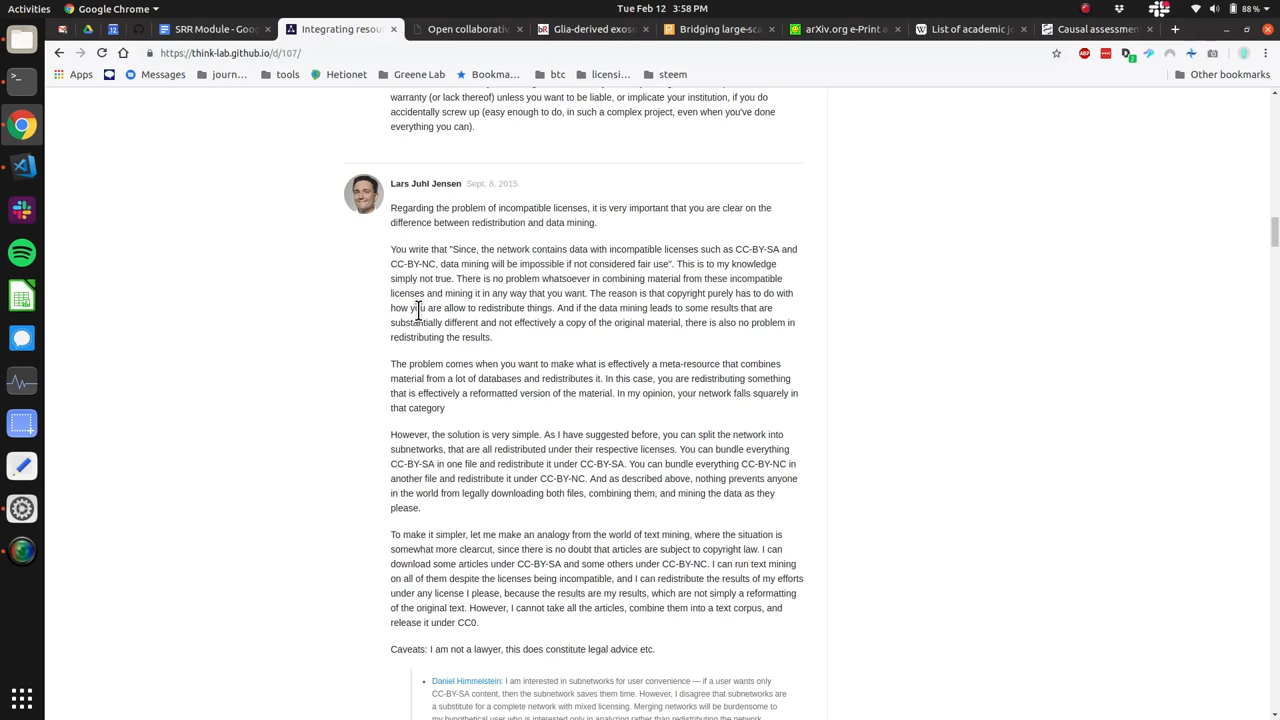 Activities
Google Chrome
Tue Feb 12  3:58 PM
88 %
SRR Module - Goog
Integrating resou
Open collaborativ
Glia-derived exoso
Bridging large-sca
arXiv.org e-Print a
List of academic jo
Causal assessmen
https://think-lab.github.io/d/107/
Apps
Messages
journ...
tools
Hetionet
Greene Lab
Bookma...
btc
licensi...
steem
Other bookmarks
warranty (or lack thereof) unless you want to be liable, or implicate your institution, if you do
accidentally screw up (easy enough to do, in such a complex project, even when you've done
everything you can).
Lars Juhl Jensen Sept. 8, 2015
Regarding the problem of incompatible licenses, it is very important that you are clear on the
difference between redistribution and data mining.
You write that "Since, the network contains data with incompatible licenses such as CC-BY-SA and
CC-BY-NC, data mining will be impossible if not considered fair use". This is to my knowledge
simply not true. There is no problem whatsoever in combining material from these incompatible
licenses and mining it in any way that you want. The reason is that copyright purely has to do with
how you are allow to redistribute things. And if the data mining leads to some results that are
substantially different and not effectively a copy of the original material, there is also no problem in
redistributing the results.
The problem comes when you want to make what is effectively a meta-resource that combines
material from a lot of databases and redistributes it. In this case, you are redistributing something
that is effectively a reformatted version of the material. In my opinion, your network falls squarely in
that category
However, the solution is very simple. As I have suggested before, you can split the network into
subnetworks, that are all redistributed under their respective licenses. You can bundle everything
CC-BY-SA in one file and redistribute it under CC-BY-SA. You can bundle everything CC-BY-NC in
another file and redistribute it under CC-BY-NC. And as described above, nothing prevents anyone
in the world from legally downloading both files, combining them, and mining the data as they
please.
To make it simpler, let me make an analogy from the world of text mining, where the situation is
somewhat more clearcut, since there is no doubt that articles are subject to copyright law. I can
download some articles under CC-BY-SA and some others under CC-BY-NC. I can run text mining
on all of them despite the licenses being incompatible, and I can redistribute the results of my efforts
under any license I please, because the results are my results, which are not simply a reformatting
of the original text. However, I cannot take all the articles, combine them into a text corpus, and
release it under CC0.
Caveats: I am not a lawyer, this does constitute legal advice etc.
Daniel Himmelstein: I am interested in subnetworks for user convenience — if a user wants only
CC-BY-SA content, then the subnetwork saves them time. However, I disagree that subnetworks are
a substitute for a complete network with mixed licensing. Merging networks will be burdensome to
my hypothetical user who is interested only in analyzing rather than redistributing the network